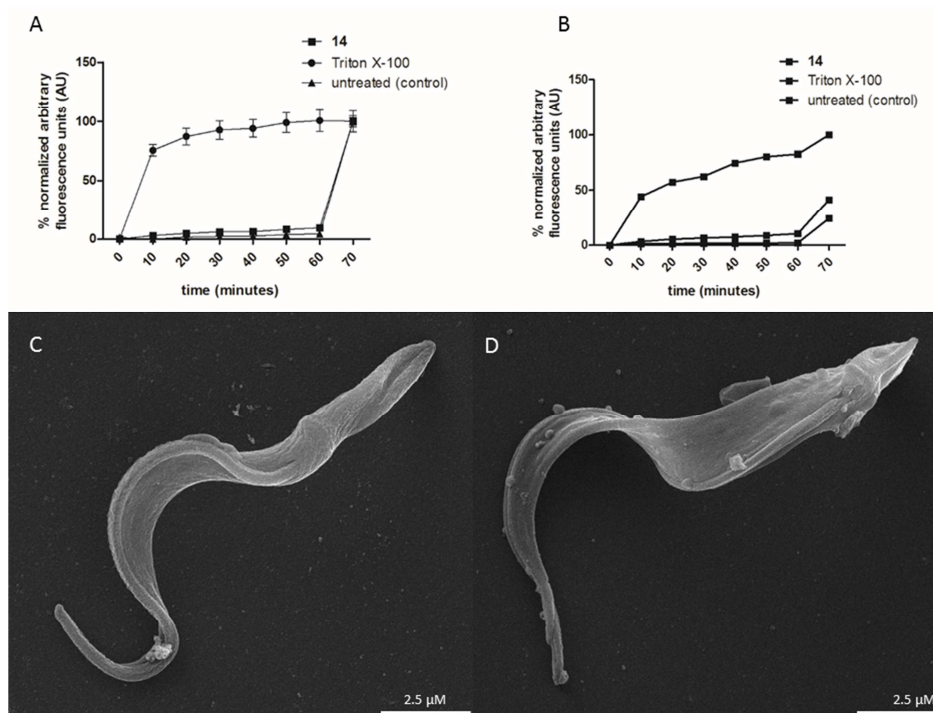 A
14
Triton X-100
untreated (control)
% normalized arbitrary
fluorescence units (AU)
150
100
50
0
0 10 20 30 40 50 60 70
time (minutes)
B
14
Triton X-100
untreated (control)
% normalized arbitrary
fluorescence units (AU)
150
100
50
0
0 10 20 30 40 50 60 70
time (minutes)
C
2.5 µM
D
2.5 µM